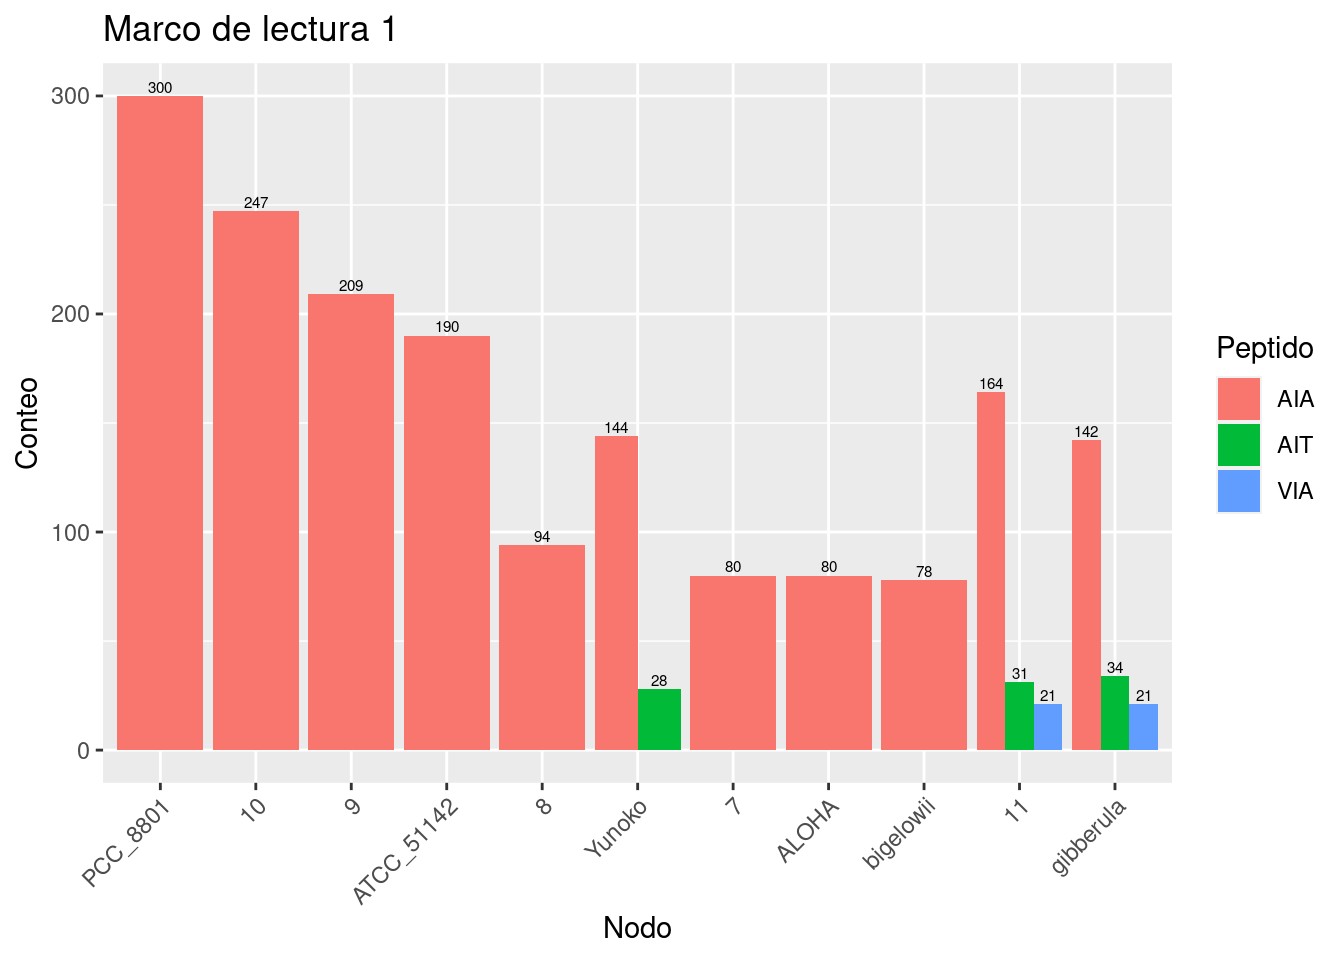 Marco de lectura 1
Conteo
300
200
100
0
300
247
209
190
94
144
28
80
80
78
164
31
21
142
34
21
PCC_8801
10
9
ATCC_51142
8
Yunoko
7
ALOHA
bigelowii
11
gibberula
Nodo
Peptido
AIA
AIT
VIA